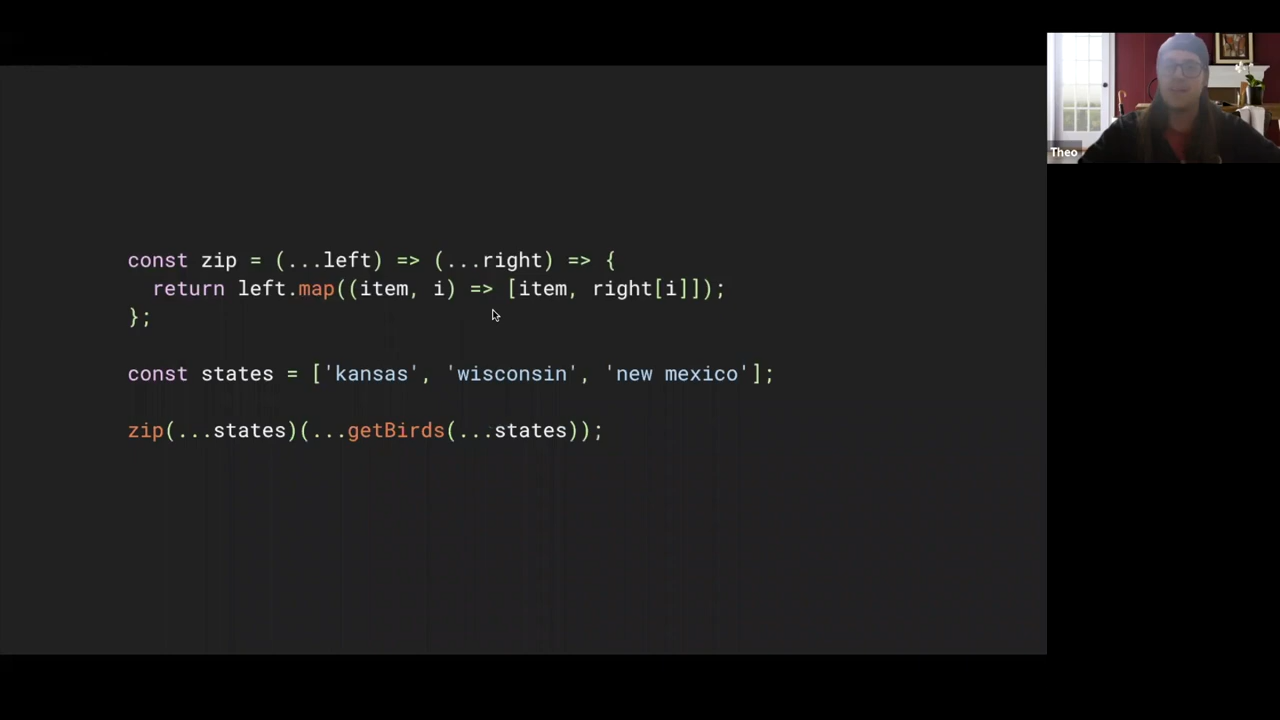 const zip = (...left) => (...right) => {
  return left.map((item, i) => [item, right[i]]);
};
const states = ['kansas', 'wisconsin', 'new mexico'];
zip(...states)(...getBirds(...states));
Theo